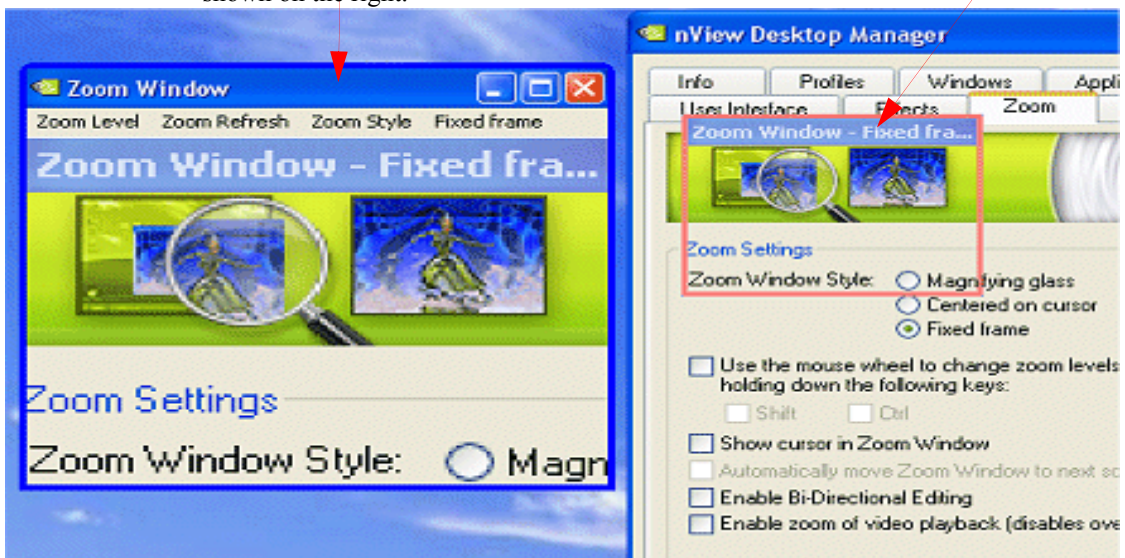 shown on the right.
Zoom Window
Zoom Level Zoom Refresh Zoom Style Fixed frame
Zoom Window - Fixed fra...
Zoom Settings
Zoom Window Style: Magn
nView Desktop Manager
Info Profiles Windows Appli
User Interface Effects Zoom
Zoom Window - Fixed fra...
Zoom Settings
Zoom Window Style: Magnifying glass
Centered on cursor
Fixed frame
Use the mouse wheel to change zoom levels
holding down the following keys:
Shift Ctrl
Show cursor in Zoom Window
Automatically move Zoom Window to next sc
Enable Bi-Directional Editing
Enable zoom of video playback (disables ove